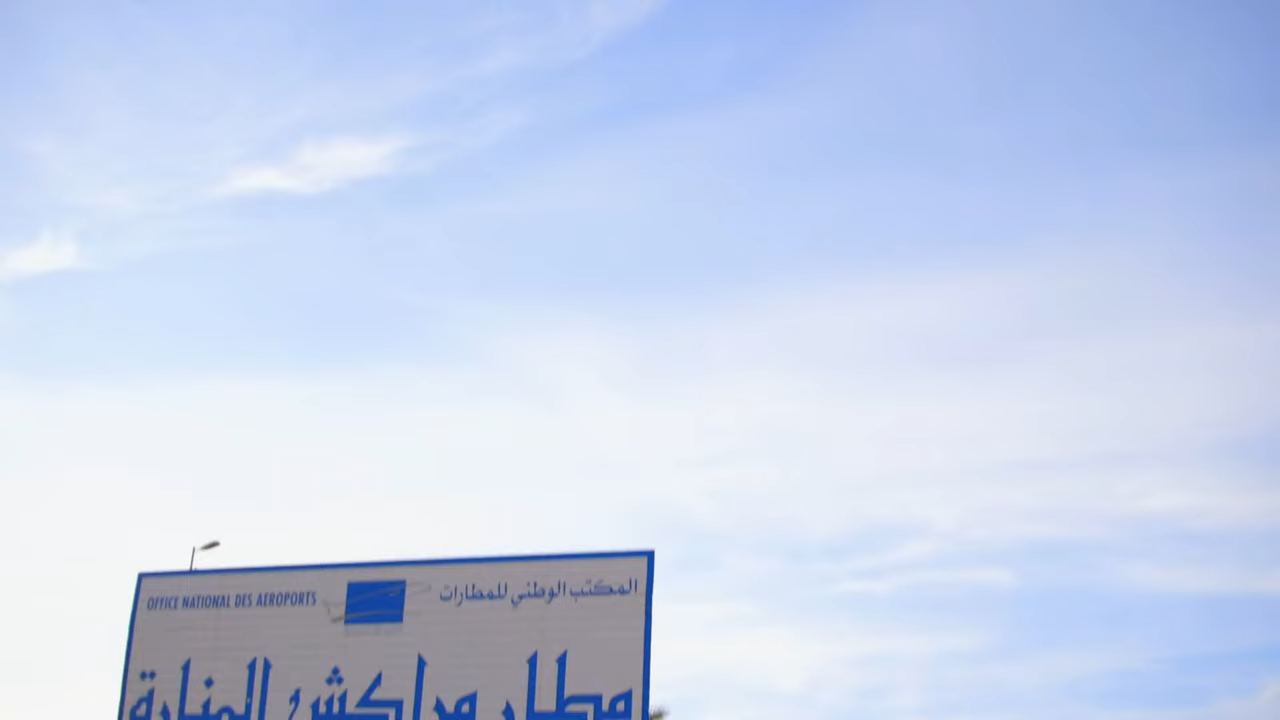 OFFICE NATIONAL DES AEROPORTS
المكتب الوطني للمطارات
مطار مراكش المنارة